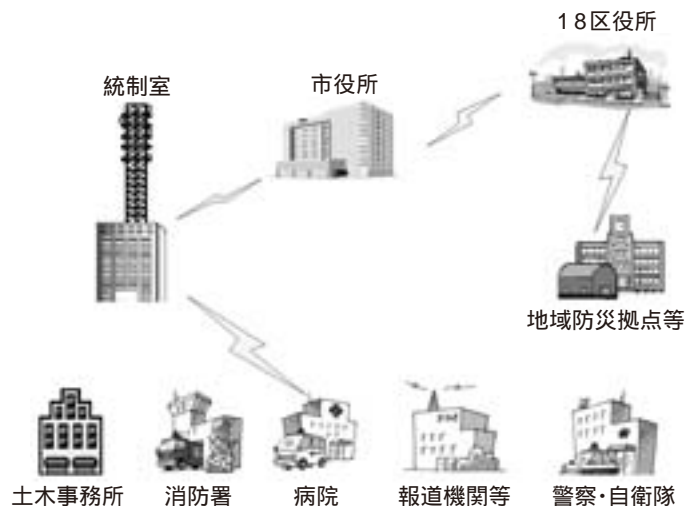 18区役所
統制室
市役所
地域防災拠点等
土木事務所
消防署
病院
報道機関等
警察・自衛隊